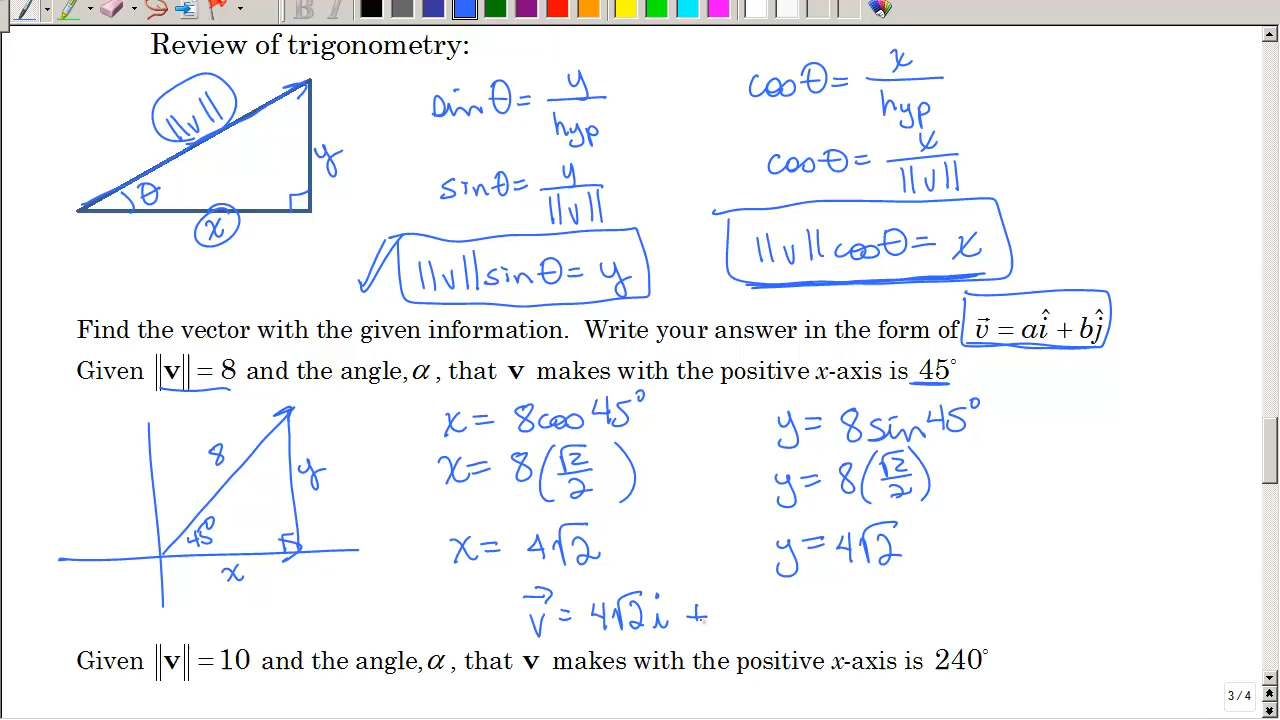 Review of trigonometry:
||v||
θ
x
y
sin θ = y/hyp
sin θ = y/||v||
||v|| sin θ = y
cos θ = x/hyp
cos θ = x/||v||
||v|| cos θ = x
Find the vector with the given information. Write your answer in the form of v⃗ = aî + bĵ
Given ‖v‖ = 8 and the angle, α, that v makes with the positive x-axis is 45°
8
45°
x
y
x = 8 cos 45°
x = 8(√2/2)
x = 4√2
y = 8 sin 45°
y = 8(√2/2)
y = 4√2
v⃗ = 4√2 i +
Given ‖v‖ = 10 and the angle, α, that v makes with the positive x-axis is 240°
3/4